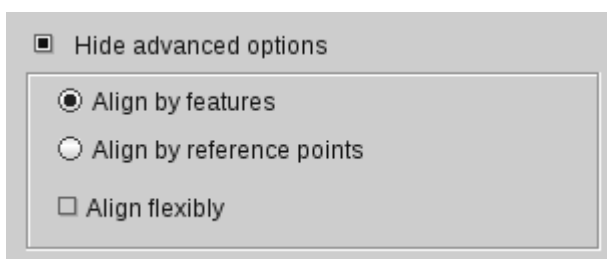 Hide advanced options
Align by features
Align by reference points
Align flexibly